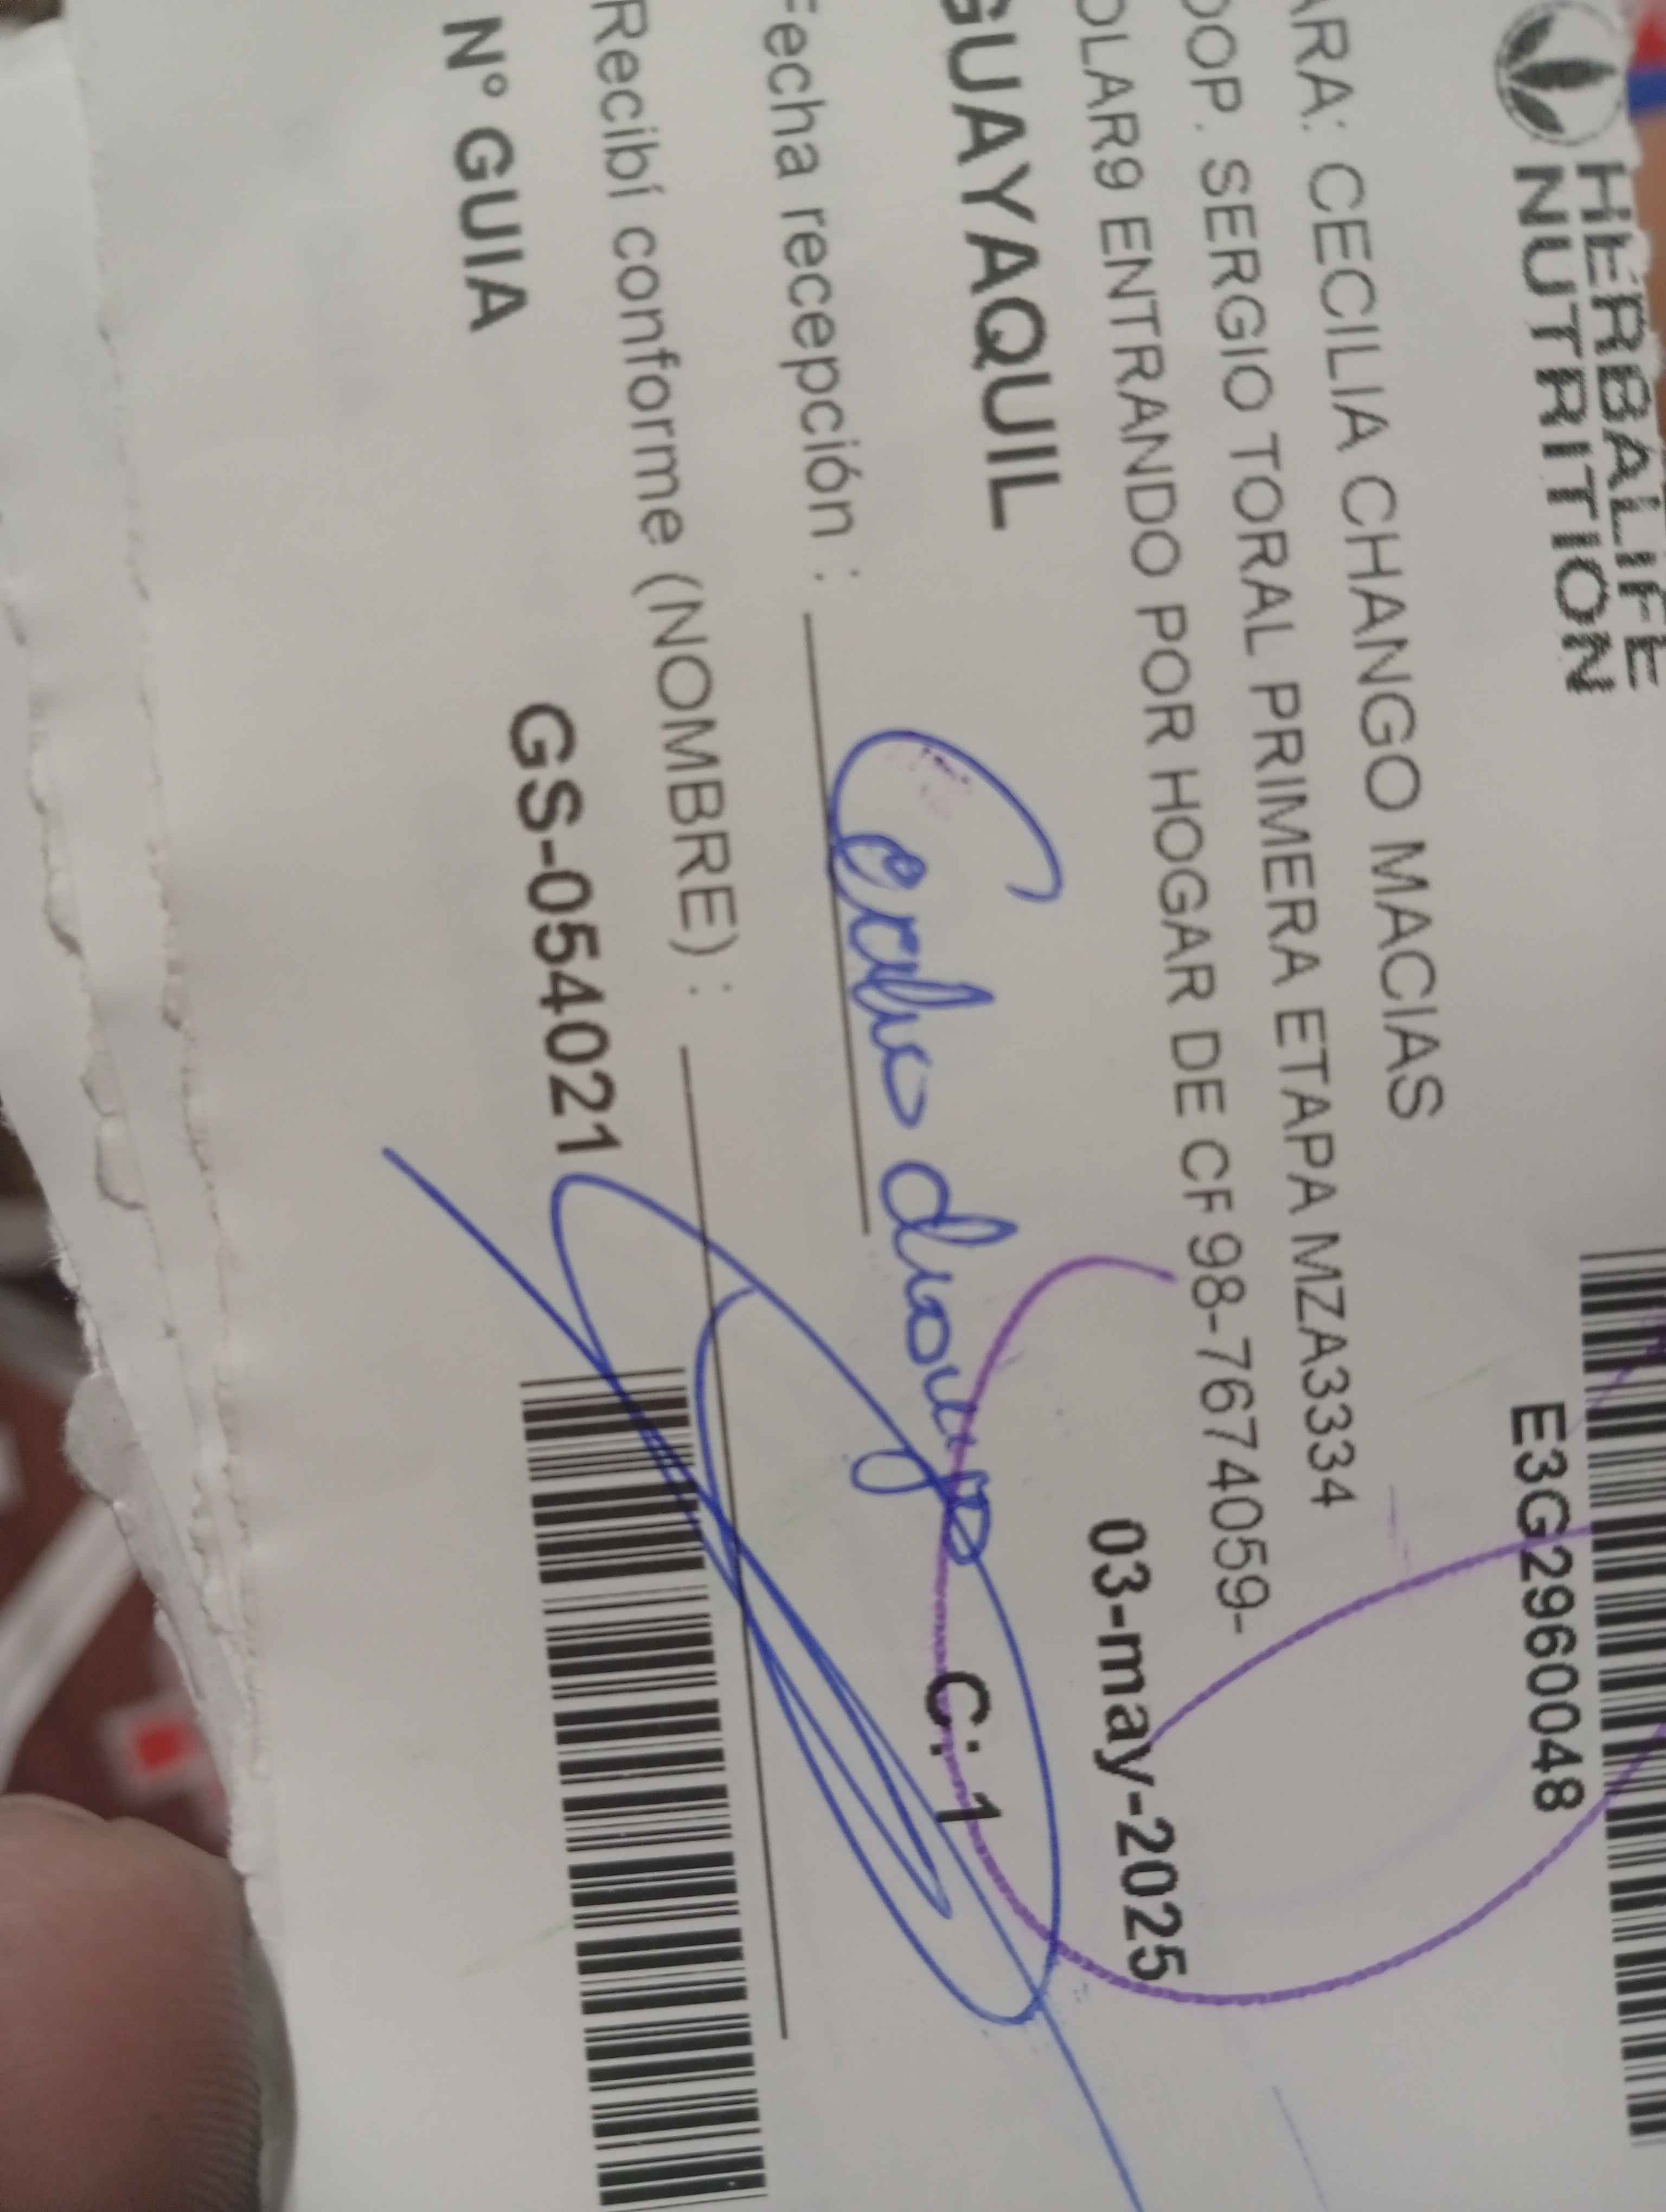 HERBALIFE
NUTRITION
E3G2960048
ARA: CECILIA CHANGO MACIAS
OOP. SERGIO TORAL PRIMERA ETAPA MZA3334
OLAR9 ENTRANDO POR HOGAR DE CF 98-7674059-
GUAYAQUIL 03-may-2025
Fecha recepción : C: 1
Recibí conforme (NOMBRE) :
N° GUIA GS-054021